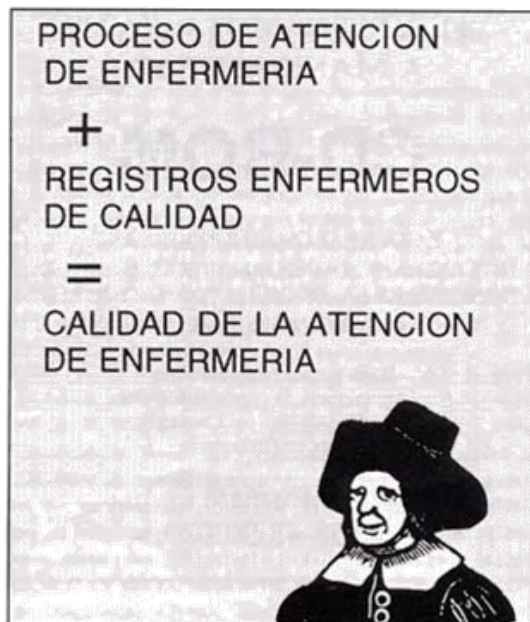 PROCESO DE ATENCION
DE ENFERMERIA
+
REGISTROS ENFERMEROS
DE CALIDAD
=
CALIDAD DE LA ATENCION
DE ENFERMERIA